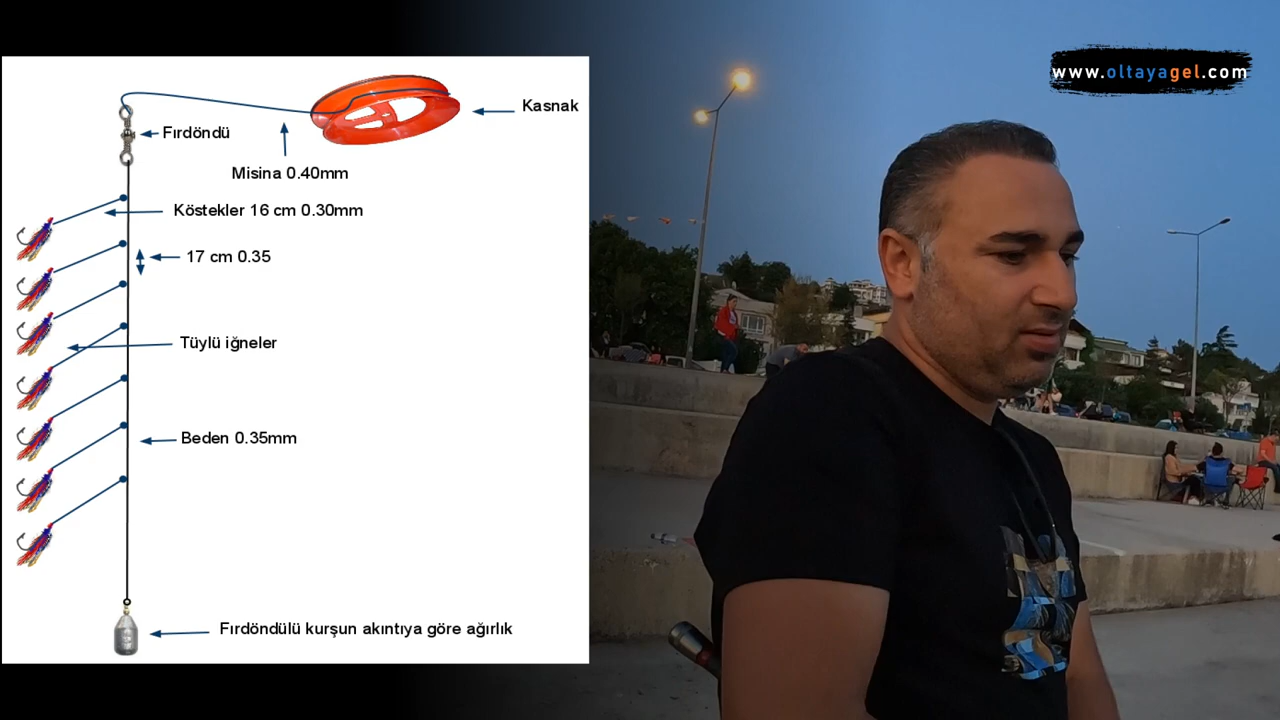 www.oltayagel.com
Kasnak
Fırdöndü
Misina 0.40mm
Köstekler 16 cm 0.30mm
17 cm 0.35
Tüylü iğneler
Beden 0.35mm
Fırdöndülü kurşun akıntıya göre ağırlık